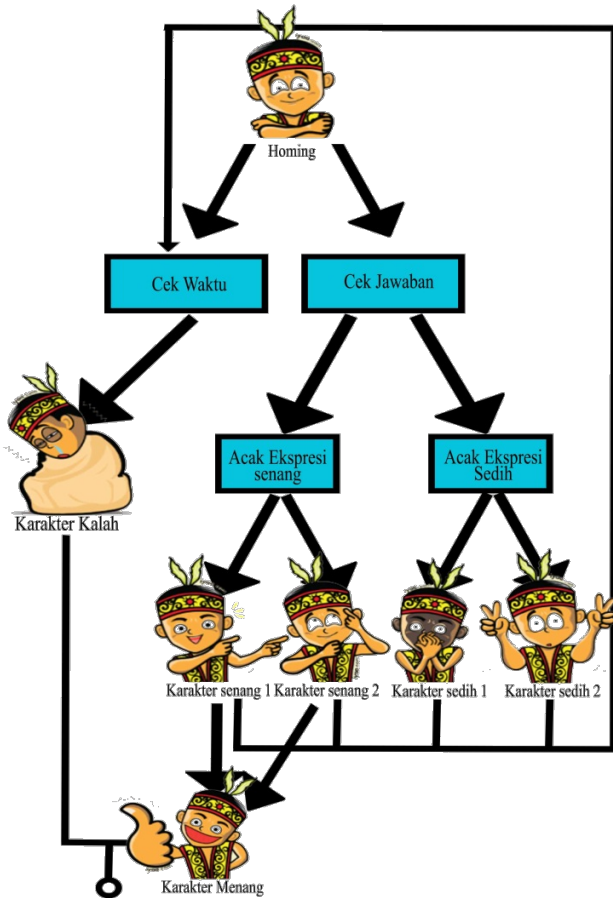 Homing
Cek Waktu
Cek Jawaban
Acak Ekspresi
senang
Acak Ekspresi
Sedih
Karakter Kalah
Karakter senang 1
Karakter senang 2
Karakter sedih 1
Karakter sedih 2
Karakter Menang